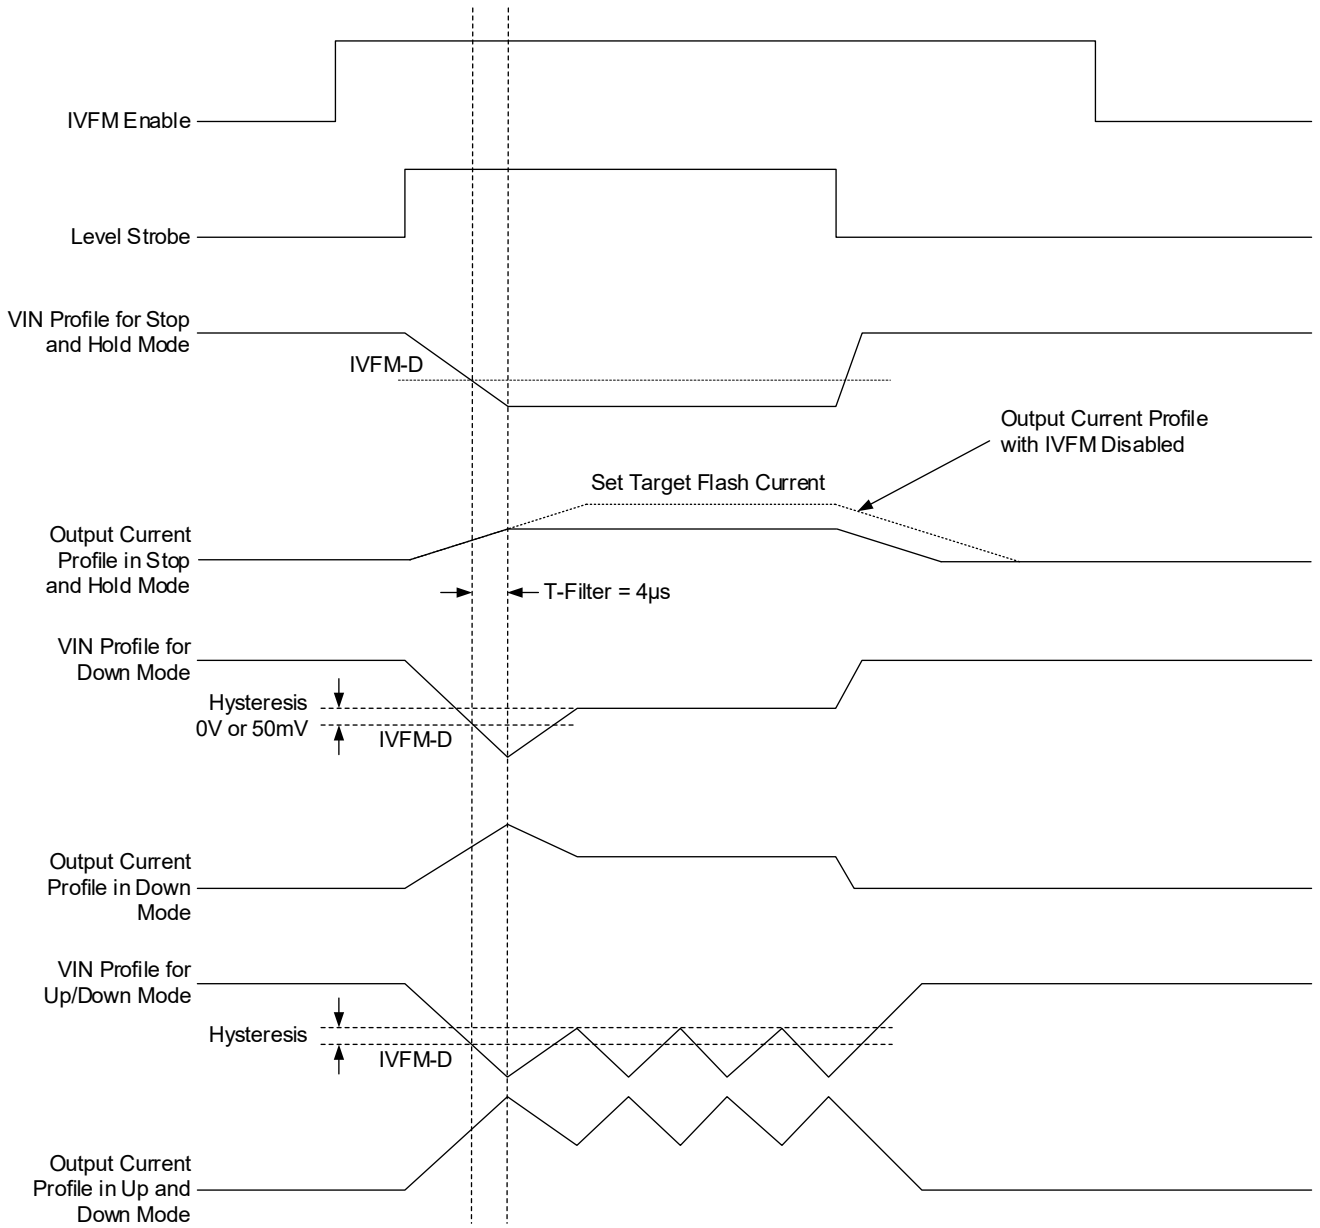 IVFM Enable
Level Strobe
VIN Profile for Stop
and Hold Mode
IVFM-D
Output Current Profile
with IVFM Disabled
Set Target Flash Current
Output Current
Profile in Stop
and Hold Mode
T-Filter = 4µs
VIN Profile for
Down Mode
Hysteresis
0V or 50mV
IVFM-D
Output Current
Profile in Down
Mode
VIN Profile for
Up/Down Mode
Hysteresis
IVFM-D
Output Current
Profile in Up and
Down Mode